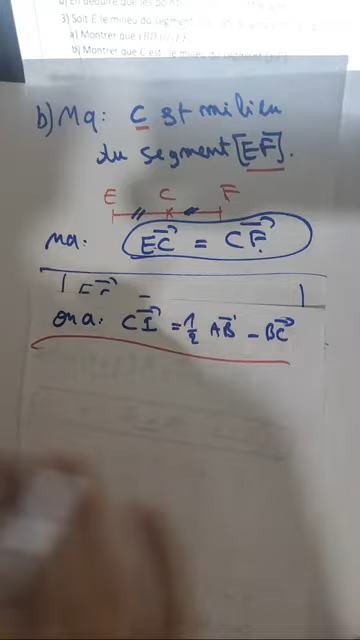 3) Soit E le milieu du segment
a) Montrer que
b) Montrer que C est le milieu du segment
b) Mq: C est milieu
du segment [EF].
E C F
mq: EC = CF
EF
on a: CI = 1/2 AB - BC